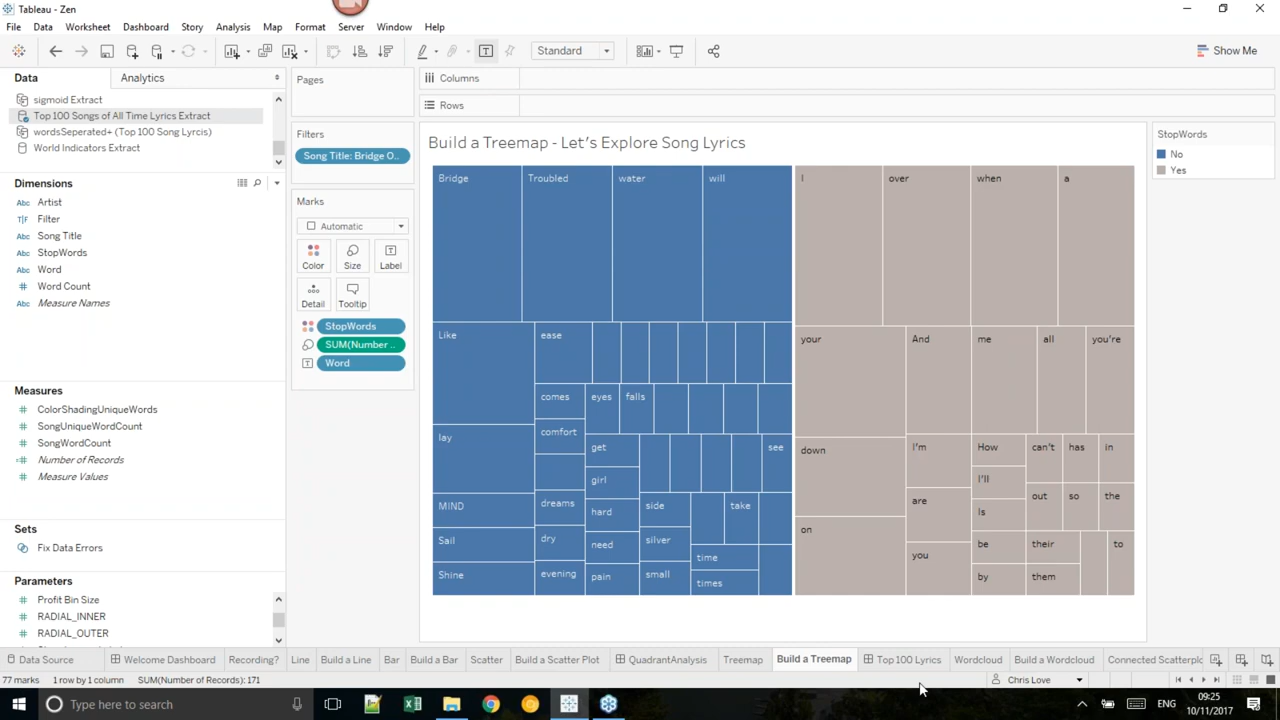 Tableau - Zen
File Data Worksheet Dashboard Story Analysis Map Format Server Window Help
Standard
Show Me
Data Analytics
sigmoid Extract
Top 100 Songs of All Time Lyrics Extract
wordsSeperated+ (Top 100 Song Lyrcis)
World Indicators Extract
Dimensions
Abc Artist
Filter
Abc Song Title
Abc StopWords
Abc Word
# Word Count
Abc Measure Names
Measures
# ColorShadingUniqueWords
# SongUniqueWordCount
# SongWordCount
=# Number of Records
# Measure Values
Sets
Fix Data Errors
Parameters
# Profit Bin Size
# RADIAL_INNER
# RADIAL_OUTER
Pages
Filters
Song Title: Bridge O..
Marks
Automatic
Color Size Label
Detail Tooltip
StopWords
SUM(Number ..
Word
Columns
Rows
Build a Treemap - Let's Explore Song Lyrics
Bridge Troubled water will I over when a
Like ease your And me all you're
comes eyes falls
lay comfort get see down I'm How can't has in
girl I'll
MIND dreams hard side take are Is out so the
Sail dry need silver time on be their to
Shine evening pain small times you by them
StopWords
No
Yes
Data Source Welcome Dashboard Recording? Line Build a Line Bar Build a Bar Scatter Build a Scatter Plot QuadrantAnalysis Treemap Build a Treemap Top 100 Lyrics Wordcloud Build a Wordcloud Connected Scatterplc
77 marks 1 row by 1 column SUM(Number of Records): 171 Chris Love
Type here to search
ENG
09:25
10/11/2017